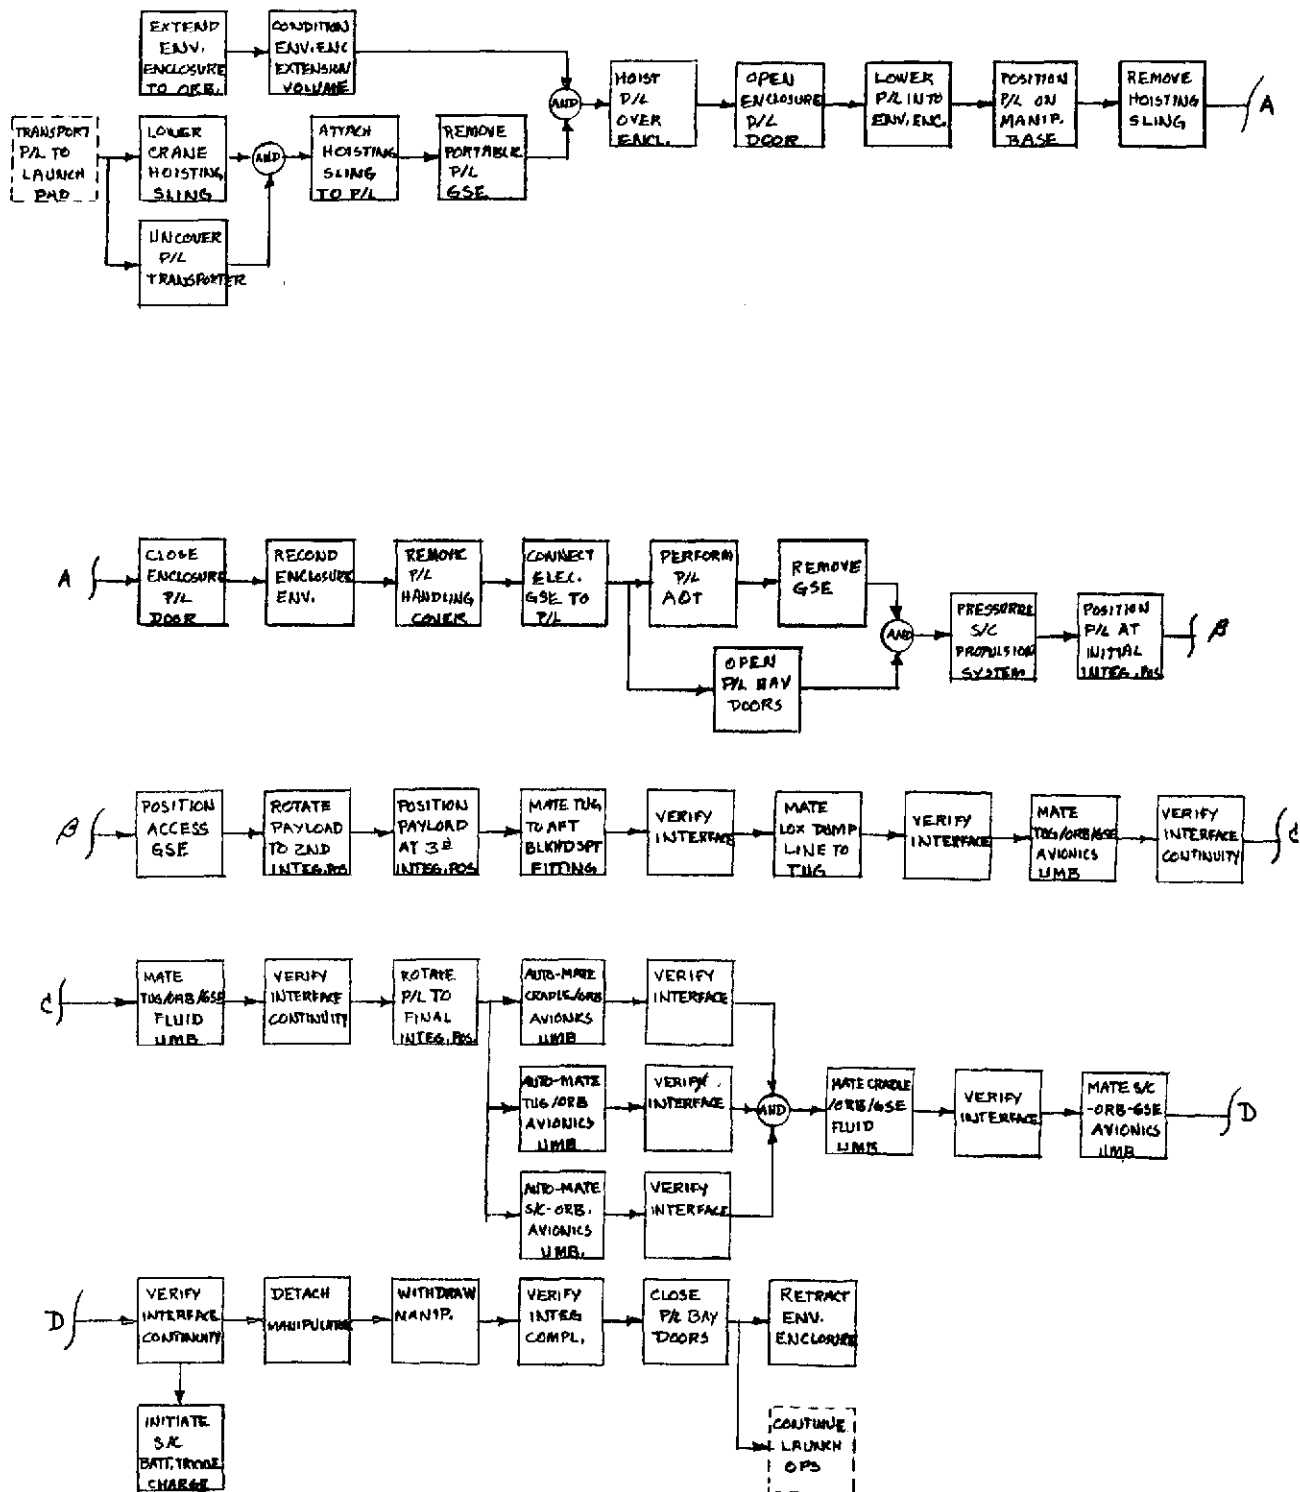 EXTEND
ENV.
ENCLOSURE
TO ORB.
CONDITION
ENV. ENC
EXTENSION/
VOLUME
TRANSPORT
P/L TO
LAUNCH
PAD
LOWER
CRANE
HOISTING
SLING
AND
UNCOVER
P/L
TRANSPORTER
ATTACH
HOISTING
SLING
TO P/L
REMOVE
PORTABLE
P/L
GSE
AND
HOIST
P/L
OVER
ENCL.
OPEN
ENCLOSURE
P/L
DOOR
LOWER
P/L INTO
ENV. ENC.
POSITION
P/L ON
MANIP.
BASE
REMOVE
HOISTING
SLING
A
A
CLOSE
ENCLOSURE
P/L
DOOR
RECOND
ENCLOSURE
ENV.
REMOVE
P/L
HANDLING
COVER
CONNECT
ELEC.
GSE TO
P/L
PERFORM
P/L
AOT
REMOVE
GSE
OPEN
P/L BAY
DOORS
AND
PRESSURIZE
S/C
PROPULSION
SYSTEM
POSITION
P/L AT
INITIAL
INTEG. POS
B
B
POSITION
ACCESS
GSE
ROTATE
PAYLOAD
TO 2ND
INTEG. POS
POSITION
PAYLOAD
AT 3D
INTEG. POS
MATE TUG
TO AFT
BLKHD SPT
FITTING
VERIFY
INTERFACE
MATE
LOX DUMP
LINE TO
TUG
VERIFY
INTERFACE
MATE
TUG/ORB/GSE
AVIONICS
UMB
VERIFY
INTERFACE
CONTINUITY
C
C
MATE
TUG/ORB/GSE
FLUID
UMB
VERIFY
INTERFACE
CONTINUITY
ROTATE
P/L TO
FINAL
INTEG. POS.
AUTO-MATE
CRADLE/ORB
AVIONICS
UMB
VERIFY
INTERFACE
AUTO-MATE
TUG/ORB
AVIONICS
UMB
VERIFY
INTERFACE
AUTO-MATE
S/C-ORB.
AVIONICS
UMB.
VERIFY
INTERFACE
AND
MATE CRADLE
/ORB/GSE
FLUID
UMB
VERIFY
INTERFACE
MATE S/C
-ORB-GSE
AVIONICS
UMB
D
D
VERIFY
INTERFACE
CONTINUITY
DETACH
MANIPULATOR
WITHDRAW
MANIP.
VERIFY
INTEG
COMPL.
CLOSE
P/L BAY
DOORS
RETRACT
ENV.
ENCLOSURE
INITIATE
S/C
BATT. TRICKLE
CHARGE
CONTINUE
LAUNCH
OPS